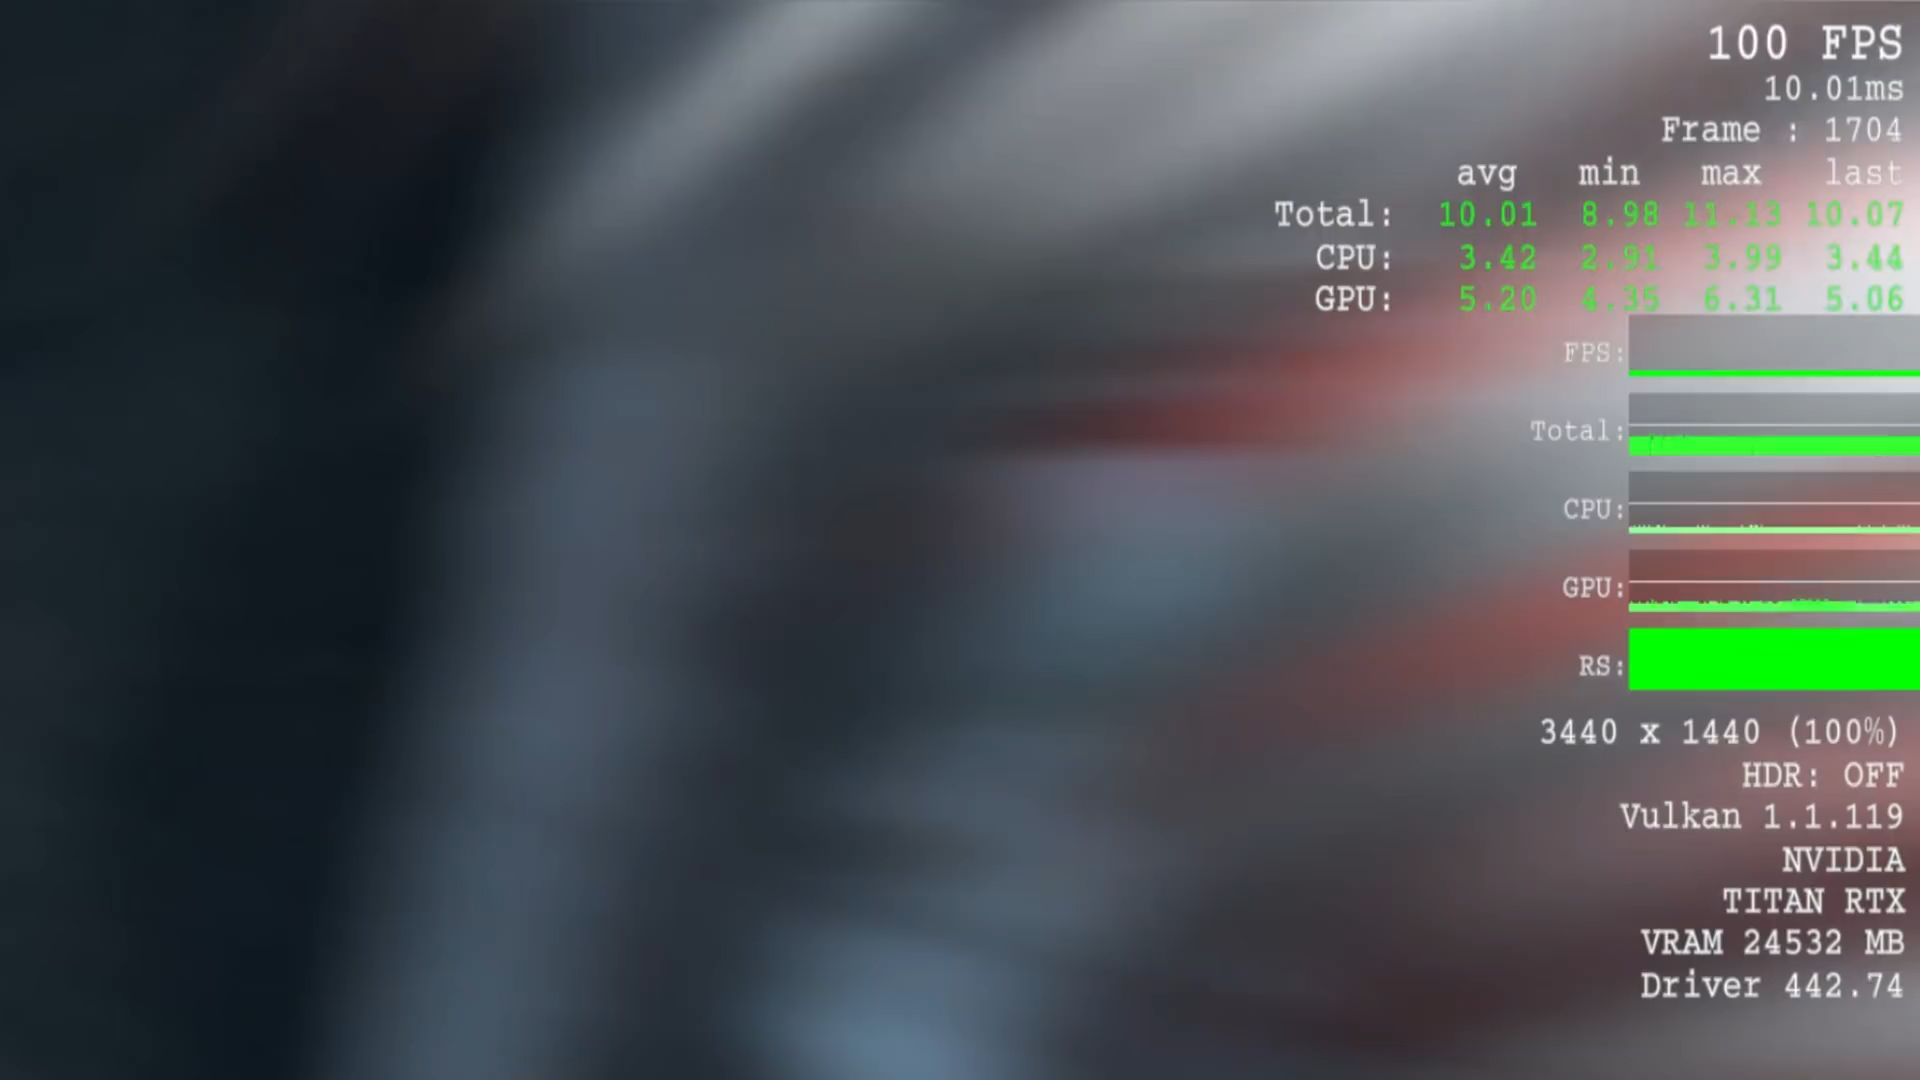 100 FPS
10.01ms
Frame : 1704
avg min max last
Total: 10.01 8.98 11.13 10.07
CPU: 3.42 2.91 3.99 3.44
GPU: 5.20 4.35 6.31 5.06
FPS:
Total:
CPU:
GPU:
RS:
3440 x 1440 (100%)
HDR: OFF
Vulkan 1.1.119
NVIDIA
TITAN RTX
VRAM 24532 MB
Driver 442.74